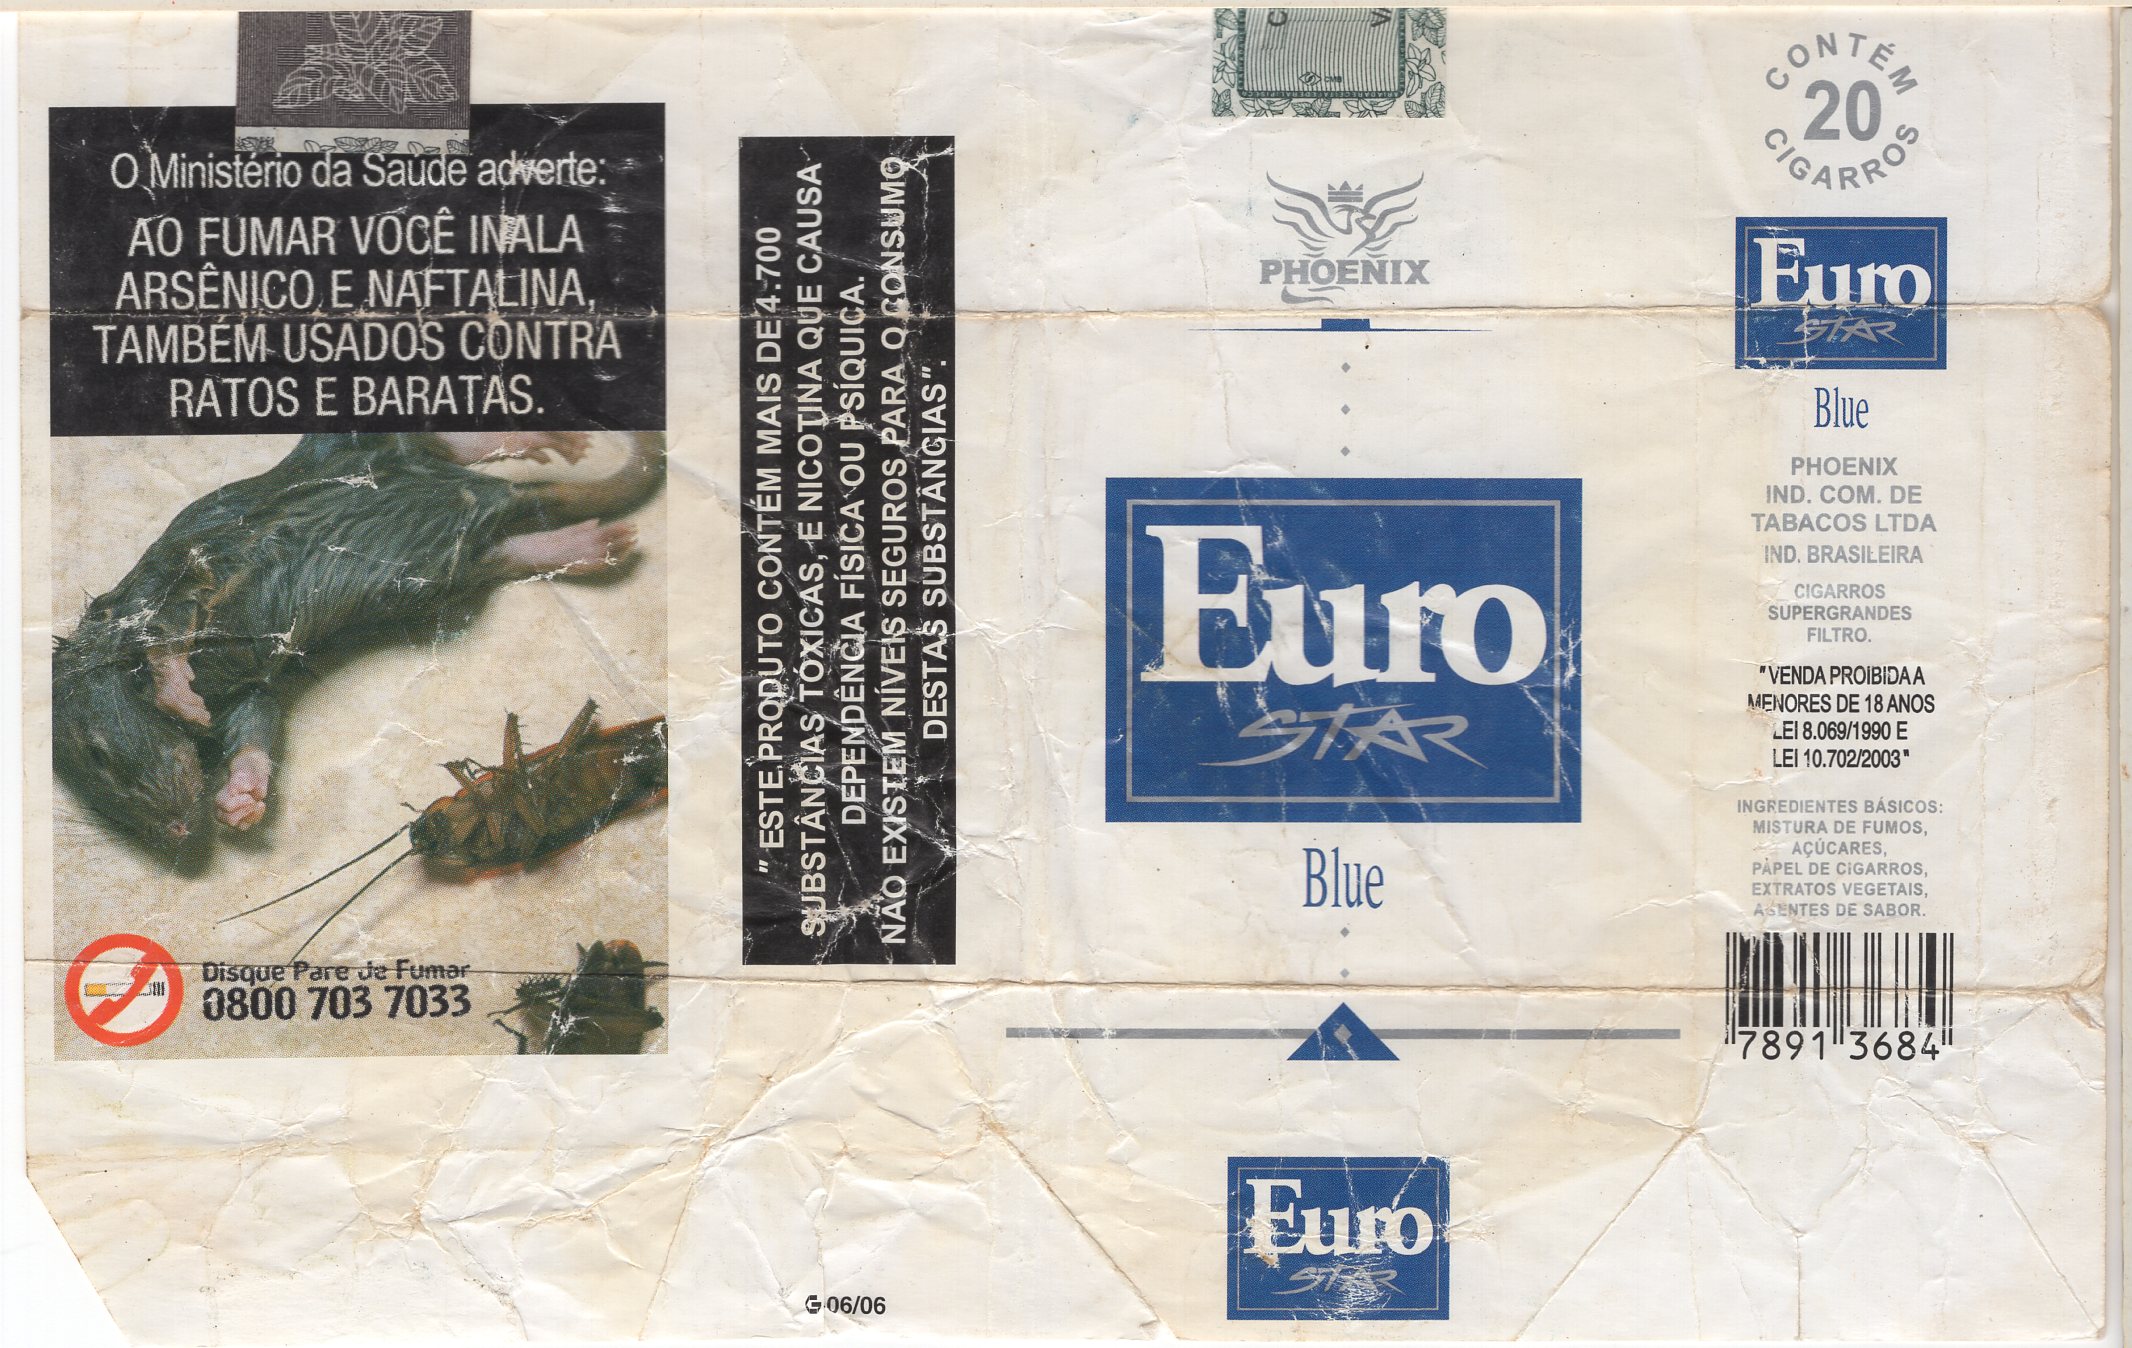 O Ministério da Saúde adverte:
AO FUMAR VOCÊ INALA
ARSÊNICO E NAFTALINA,
TAMBÉM USADOS CONTRA
RATOS E BARATAS.
Disque Pare de Fumar
0800 703 7033
"ESTE PRODUTO CONTÉM MAIS DE 4.700
SUBSTÂNCIAS TÓXICAS, E NICOTINA QUE CAUSA
DEPENDÊNCIA FÍSICA OU PSÍQUICA.
NÃO EXISTEM NÍVEIS SEGUROS PARA O CONSUMO
DESTAS SUBSTÂNCIAS".
G-06/06
CMB
PHOENIX
Euro
STAR
Blue
Euro
STAR
CONTÉM
20
CIGARROS
Euro
STAR
Blue
PHOENIX
IND. COM. DE
TABACOS LTDA
IND. BRASILEIRA
CIGARROS
SUPERGRANDES
FILTRO.
"VENDA PROIBIDA A
MENORES DE 18 ANOS
LEI 8.069/1990 E
LEI 10.702/2003"
INGREDIENTES BÁSICOS:
MISTURA DE FUMOS,
AÇÚCARES,
PAPEL DE CIGARROS,
EXTRATOS VEGETAIS,
AGENTES DE SABOR.
7891 3684